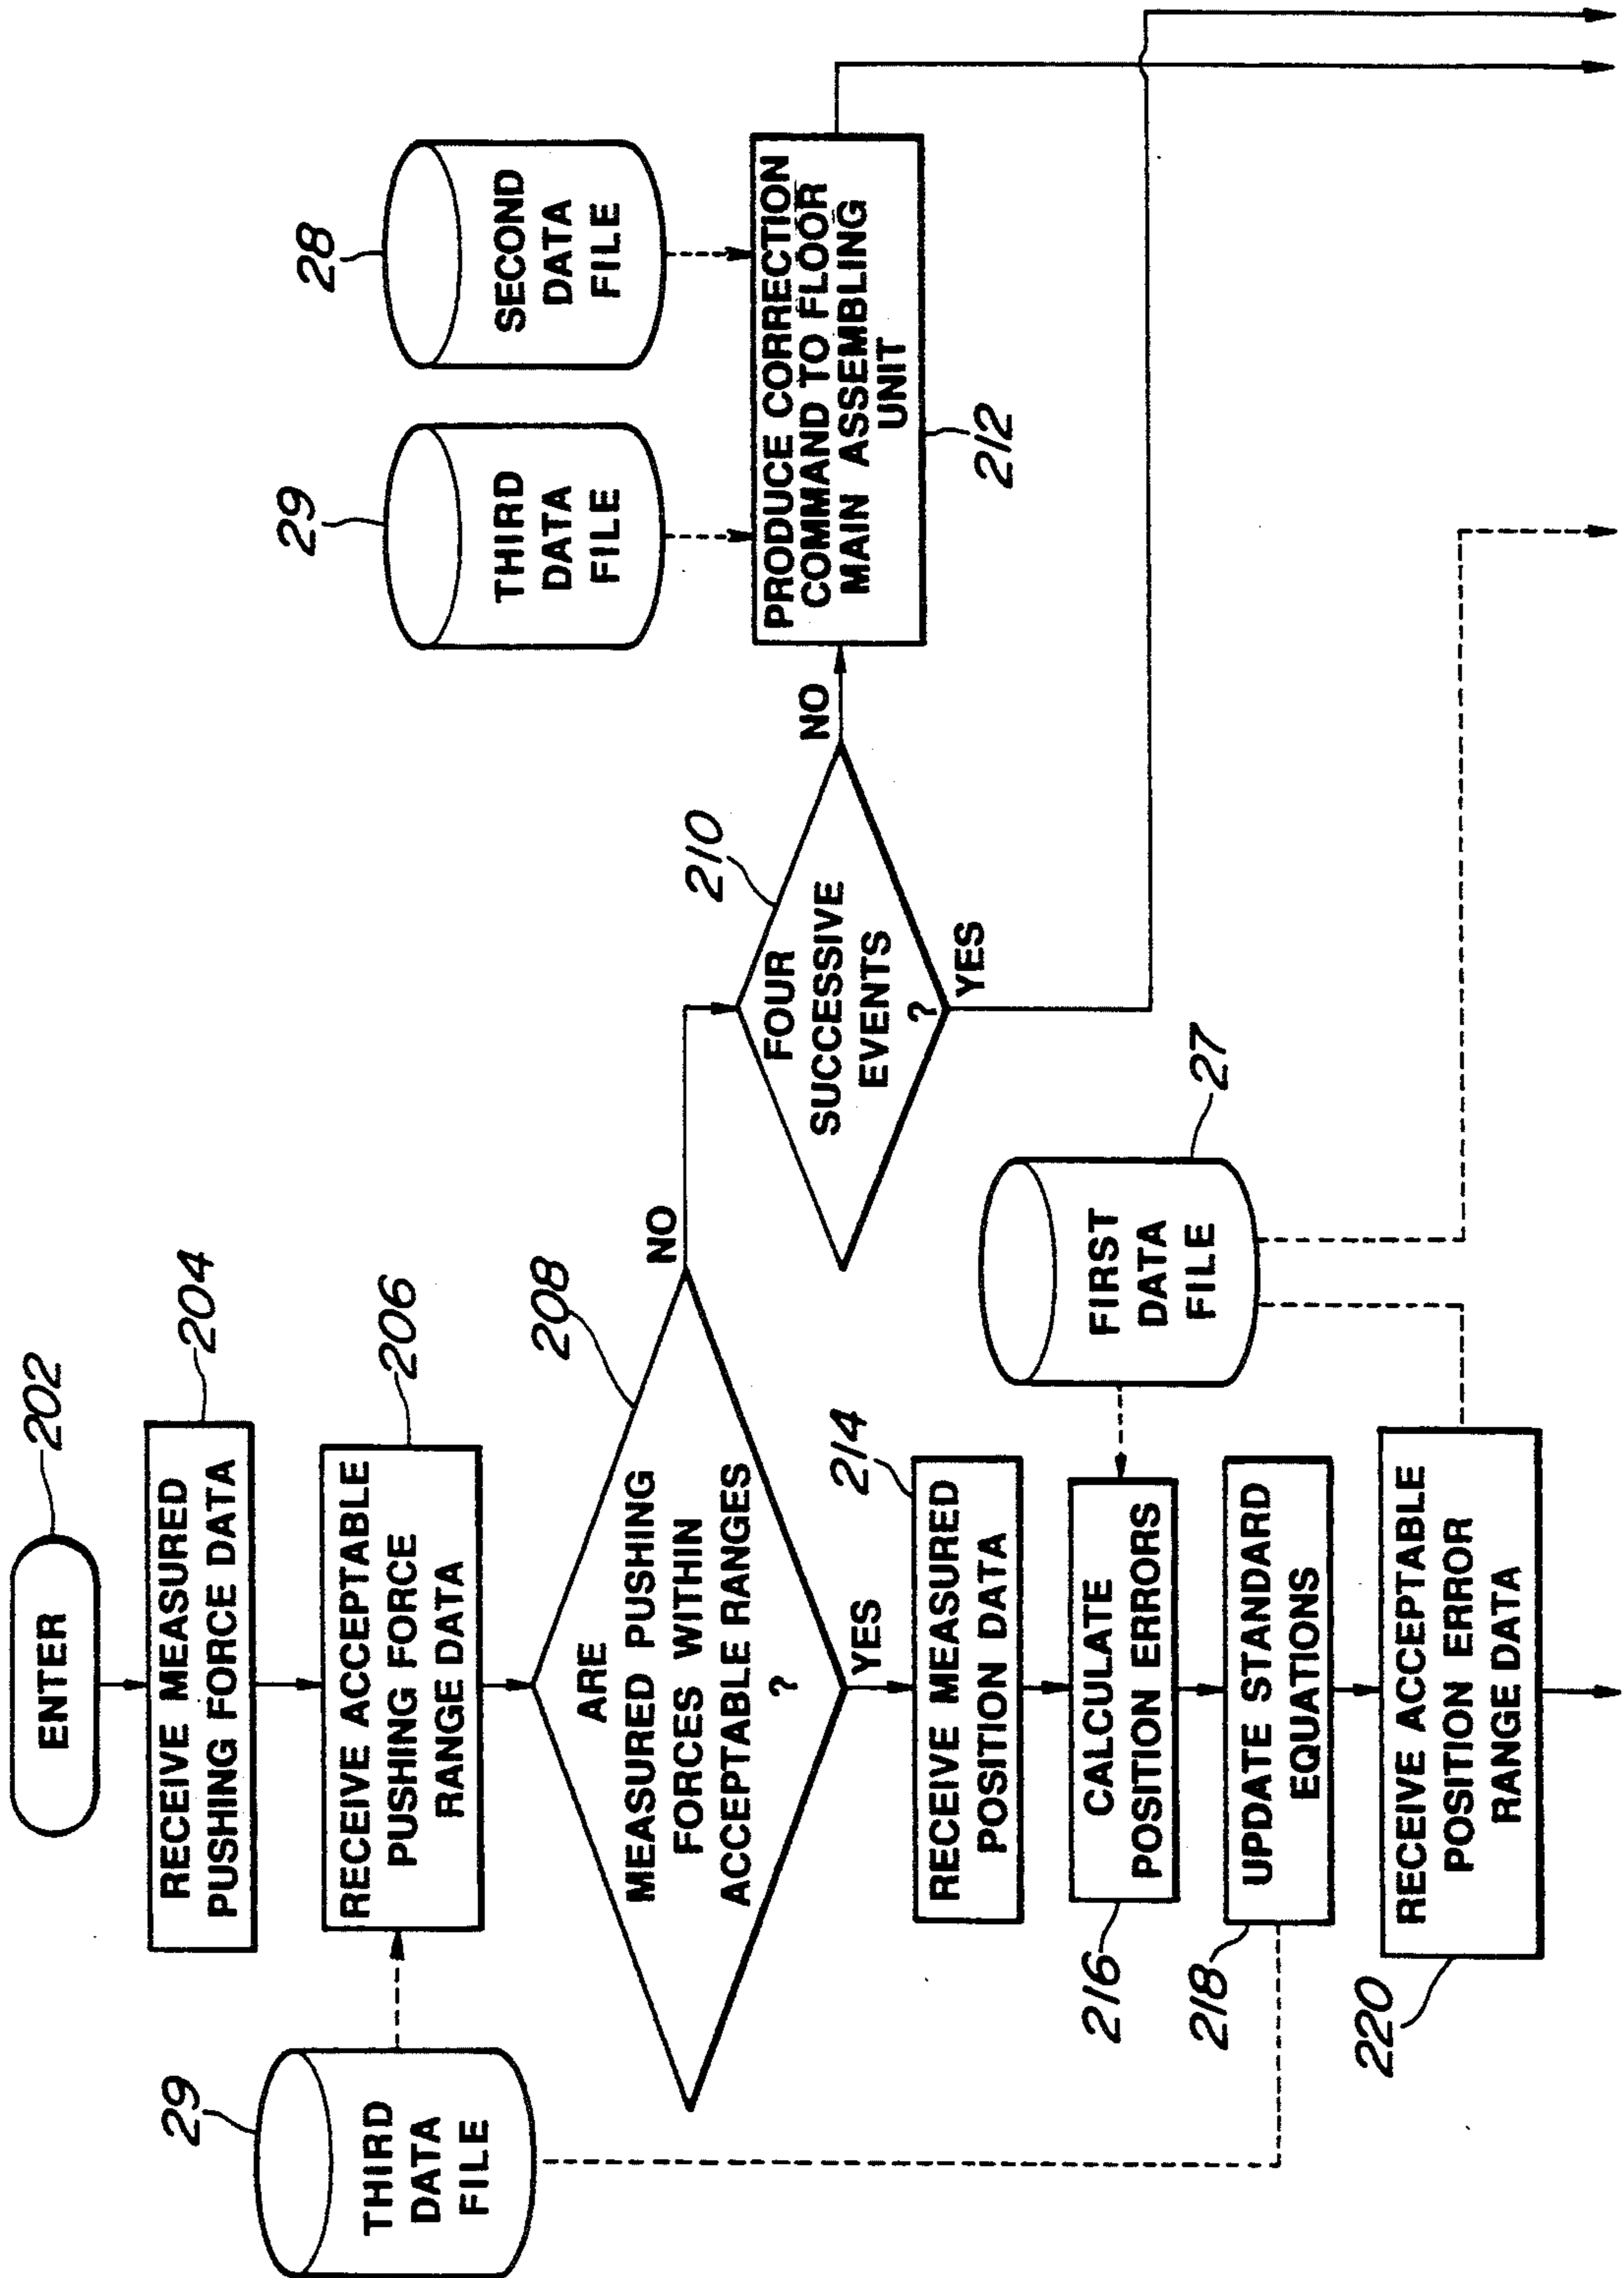 202
ENTER
204
RECEIVE MEASURED
PUSHING FORCE DATA
29
THIRD
DATA
FILE
206
RECEIVE ACCEPTABLE
PUSHING FORCE
RANGE DATA
208
ARE
MEASURED PUSHING
FORCES WITHIN
ACCEPTABLE RANGES
?
NO
YES
210
FOUR
SUCCESSIVE
EVENTS
?
NO
YES
29
THIRD
DATA
FILE
28
SECOND
DATA
FILE
PRODUCE CORRECTION
COMMAND TO FLOOR
MAIN ASSEMBLING
UNIT
212
214
RECEIVE MEASURED
POSITION DATA
27
FIRST
DATA
FILE
216
CALCULATE
POSITION ERRORS
218
UPDATE STANDARD
EQUATIONS
220
RECEIVE ACCEPTABLE
POSITION ERROR
RANGE DATA